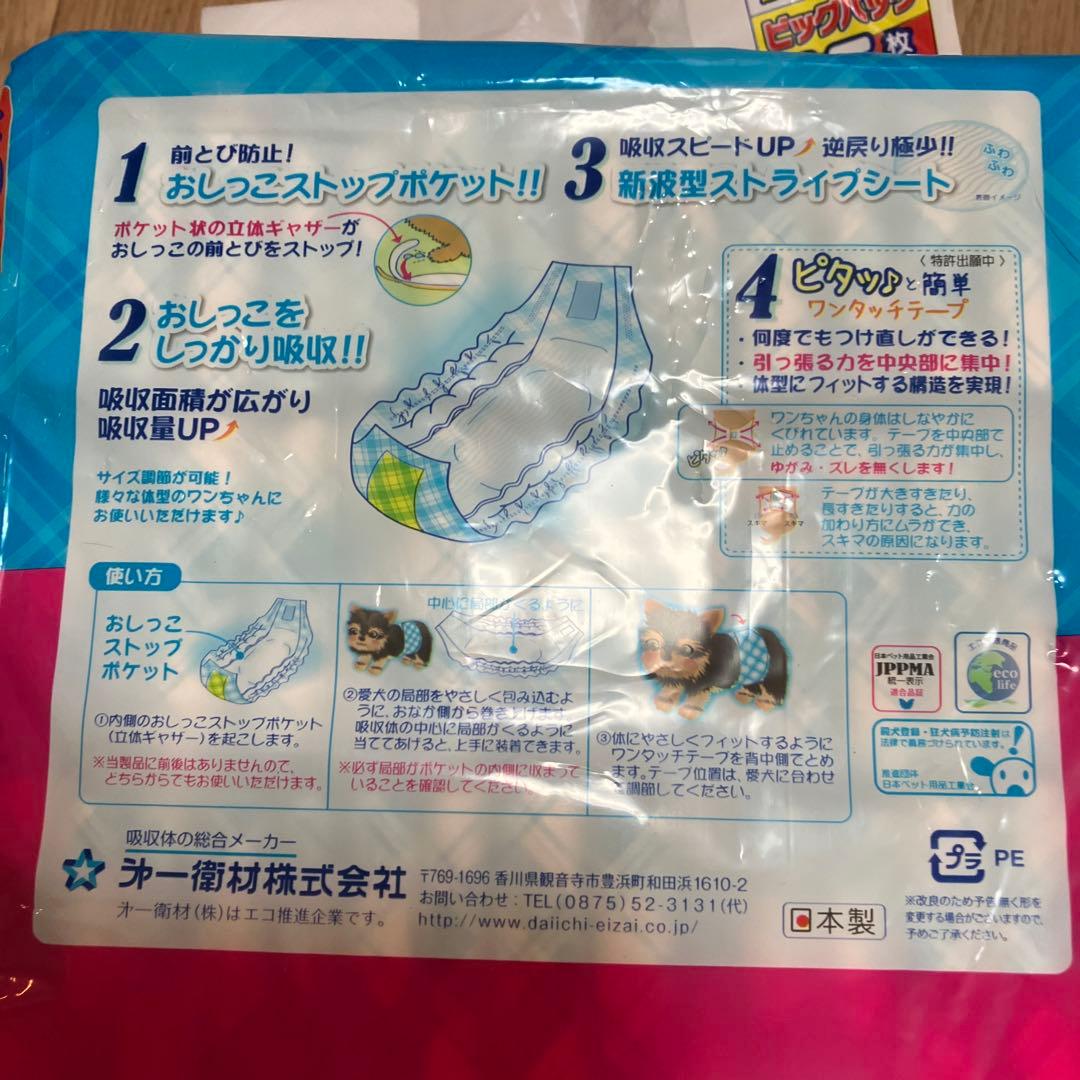 ビックパック
枚
1
前とび防止!
おしっこストップポケット!!
ポケット状の立体ギャザーが
おしっこの前とびをストップ!
2
おしっこを
しっかり吸収!!
吸収面積が広がり
吸収量UP
サイズ調節が可能!
様々な体型のワンちゃんに
お使いいただけます♪
3
吸収スピードUP 逆戻り極少!!
新波型ストライプシート
ふわ
ふわ
表面イメージ
4
〈特許出願中〉
ピタッ♪と簡単
ワンタッチテープ
・何度でもつけ直しができる!
・引っ張る力を中央部に集中!
・体型にフィットする構造を実現!
ピタッ
ワンちゃんの身体はしなやかに
くびれています。テープを中央部で
止めることで、引っ張る力が集中し、
ゆがみ・ズレを無くします!
スキマ スキマ
テープが大きすぎたり、
長すぎたりすると、力の
加わり方にムラができ、
スキマの原因になります。
使い方
おしっこ
ストップ
ポケット
①内側のおしっこストップポケット
(立体ギャザー)を起こします。
※当製品に前後はありませんので、
どちらからでもお使いいただけます。
中心に局部がくるように
②愛犬の局部をやさしく包み込むよ
うに、おなか側から巻き上げます。
吸収体の中心に局部がくるように
当ててあげると、上手に装着できます。
※必ず局部がポケットの内側に収まって
いることを確認してください。
③体にやさしくフィットするように
ワンタッチテープを背中側でとめ
ます。テープ位置は、愛犬に合わせ
て調節してください。
日本ペット用品工業会
JPPMA
統一表示
適合品証
エコ推進商品
eco
life
飼犬登録・狂犬病予防注射は
法律で義務づけられています。
推進団体
日本ペット用品工業会
吸収体の総合メーカー
第一衛材株式会社
第一衛材(株)はエコ推進企業です。
〒769-1696 香川県観音寺市豊浜町和田浜1610-2
お問い合わせ:TEL(0875)52-3131(代)
http://www.daiichi-eizai.co.jp/
日本製
プラ PE
※改良のため予告無く形を
変更する場合がございますので、
予めご了承ください。